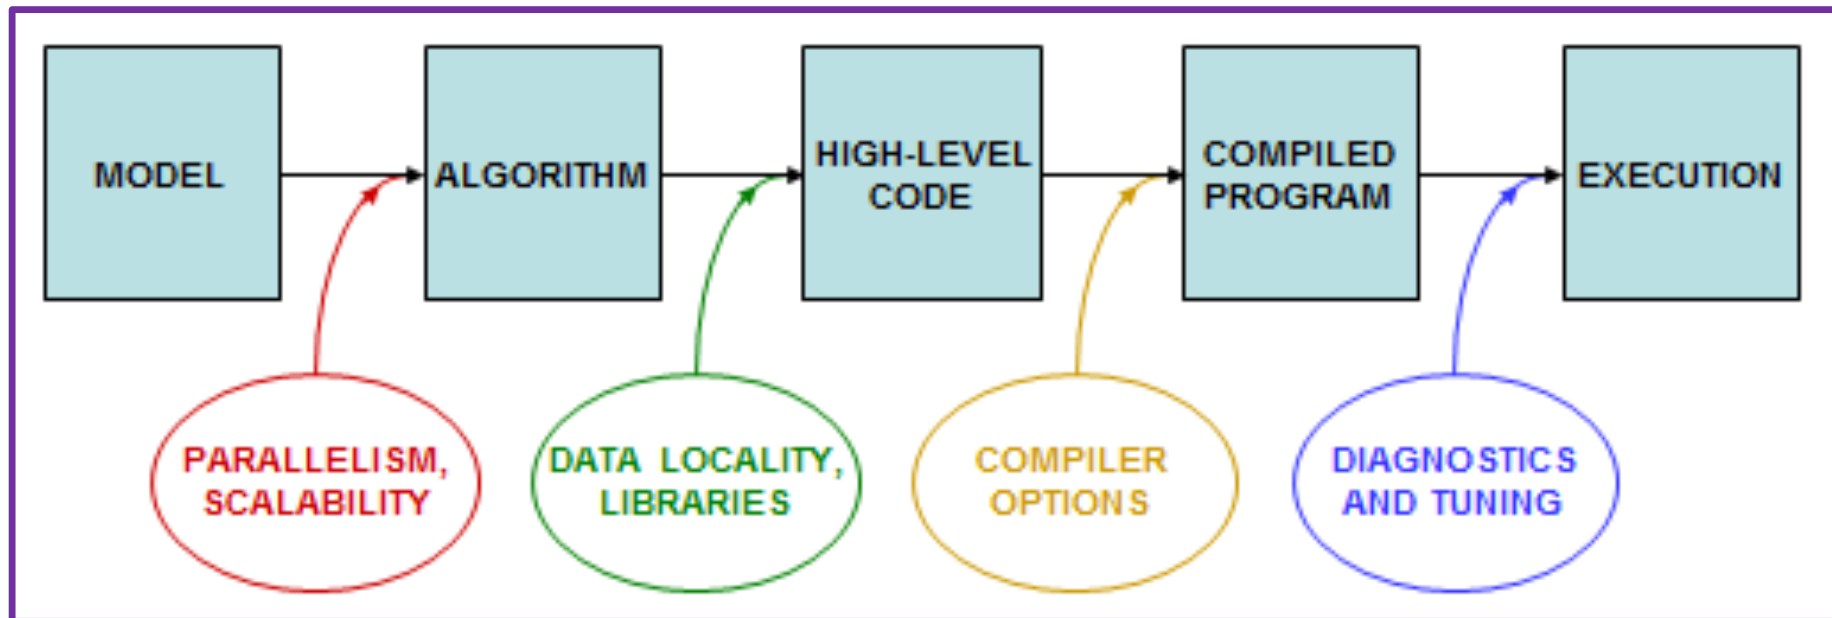 MODEL
ALGORITHM
HIGH-LEVEL
CODE
COMPILED
PROGRAM
EXECUTION
PARALLELISM,
SCALABILITY
DATA LOCALITY,
LIBRARIES
COMPILER
OPTIONS
DIAGNOSTICS
AND TUNING